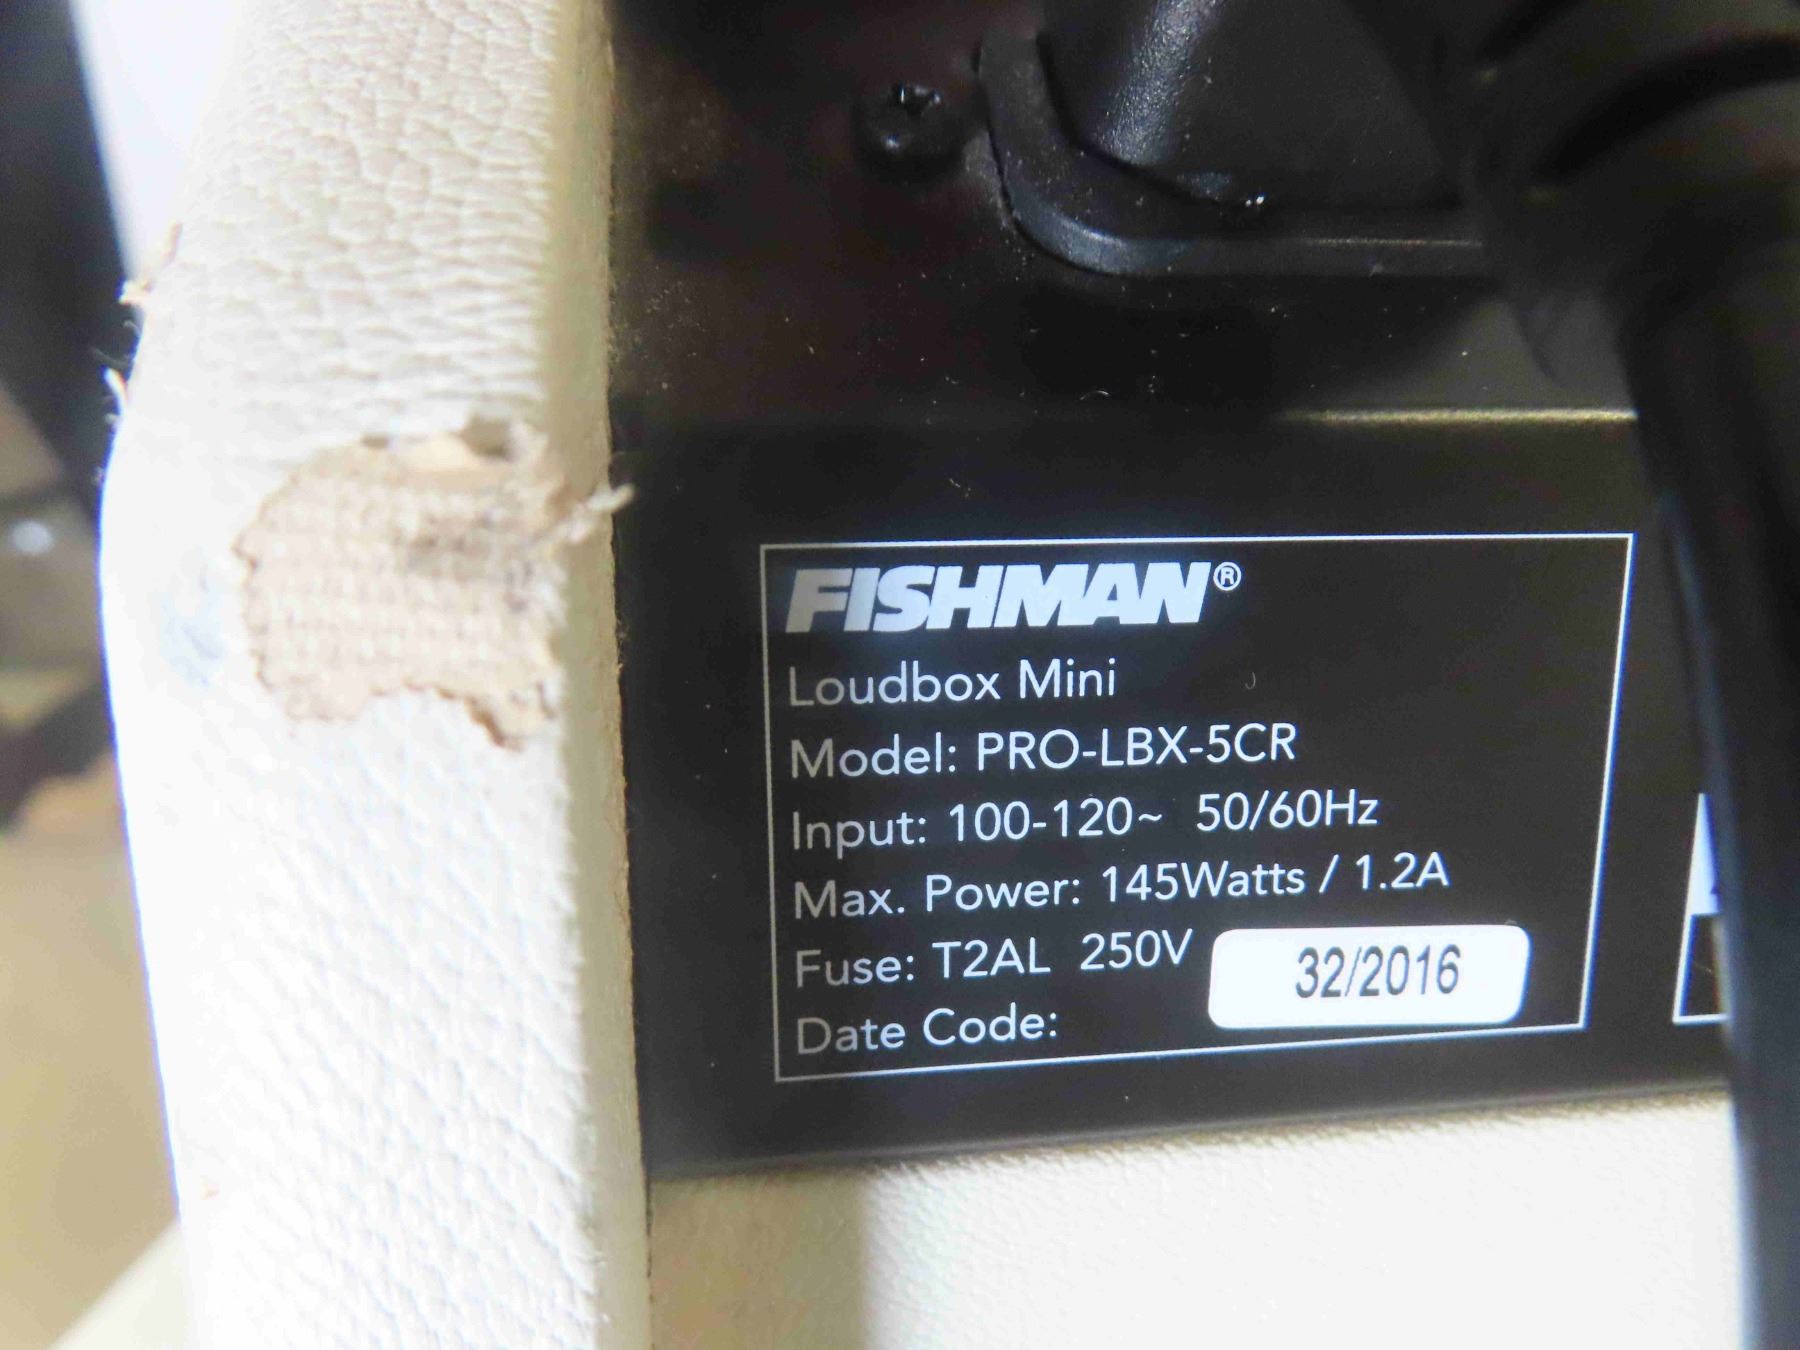 FISHMAN®
Loudbox Mini
Model: PRO-LBX-5CR
Input: 100-120~ 50/60Hz
Max. Power: 145Watts / 1.2A
Fuse: T2AL 250V
Date Code: 32/2016